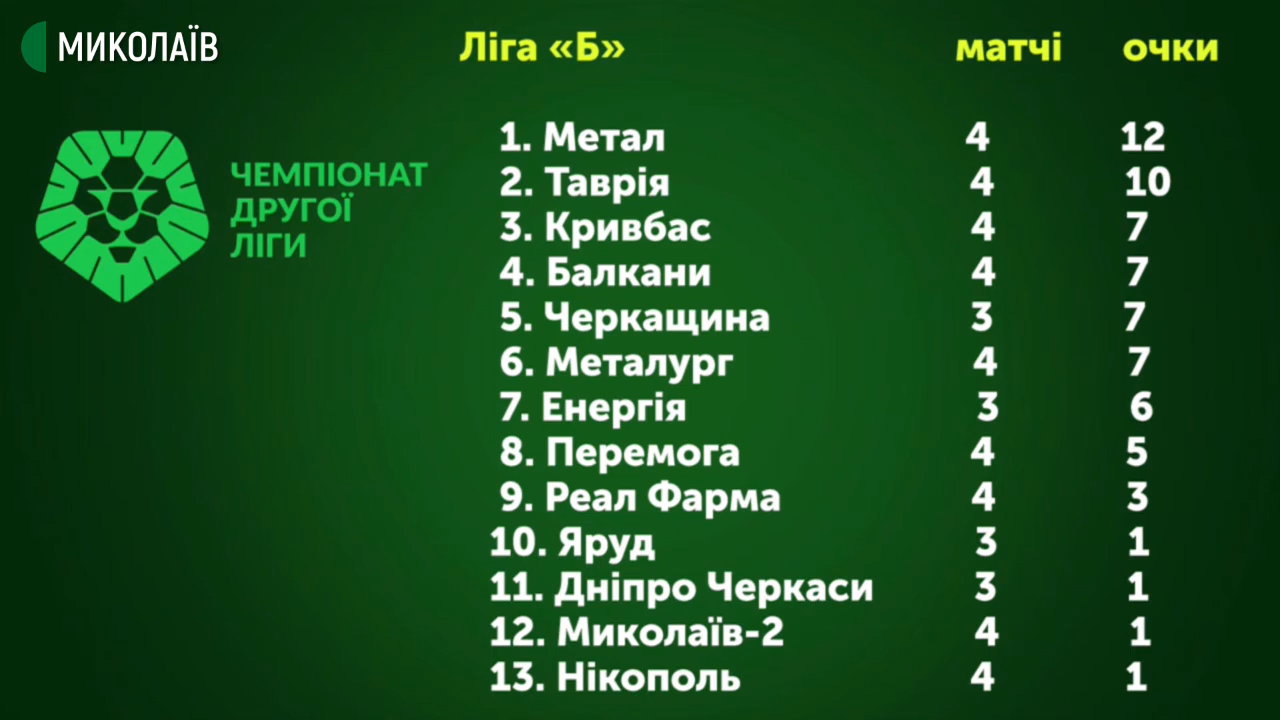 МИКОЛАЇВ
Ліга «Б» матчі очки
ЧЕМПІОНАТ
ДРУГОЇ
ЛІГИ
1. Метал 4 12
2. Таврія 4 10
3. Кривбас 4 7
4. Балкани 4 7
5. Черкащина 3 7
6. Металург 4 7
7. Енергія 3 6
8. Перемога 4 5
9. Реал Фарма 4 3
10. Яруд 3 1
11. Дніпро Черкаси 3 1
12. Миколаїв-2 4 1
13. Нікополь 4 1